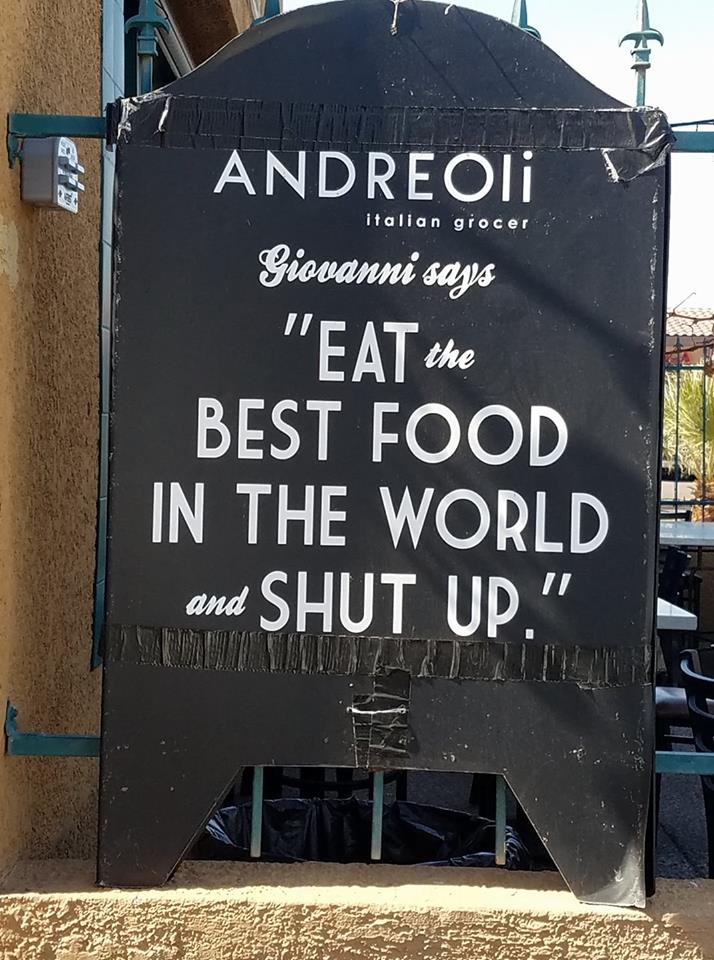 ANDREOli
italian grocer
Giovanni says
"EAT the
BEST FOOD
IN THE WORLD
and SHUT UP."